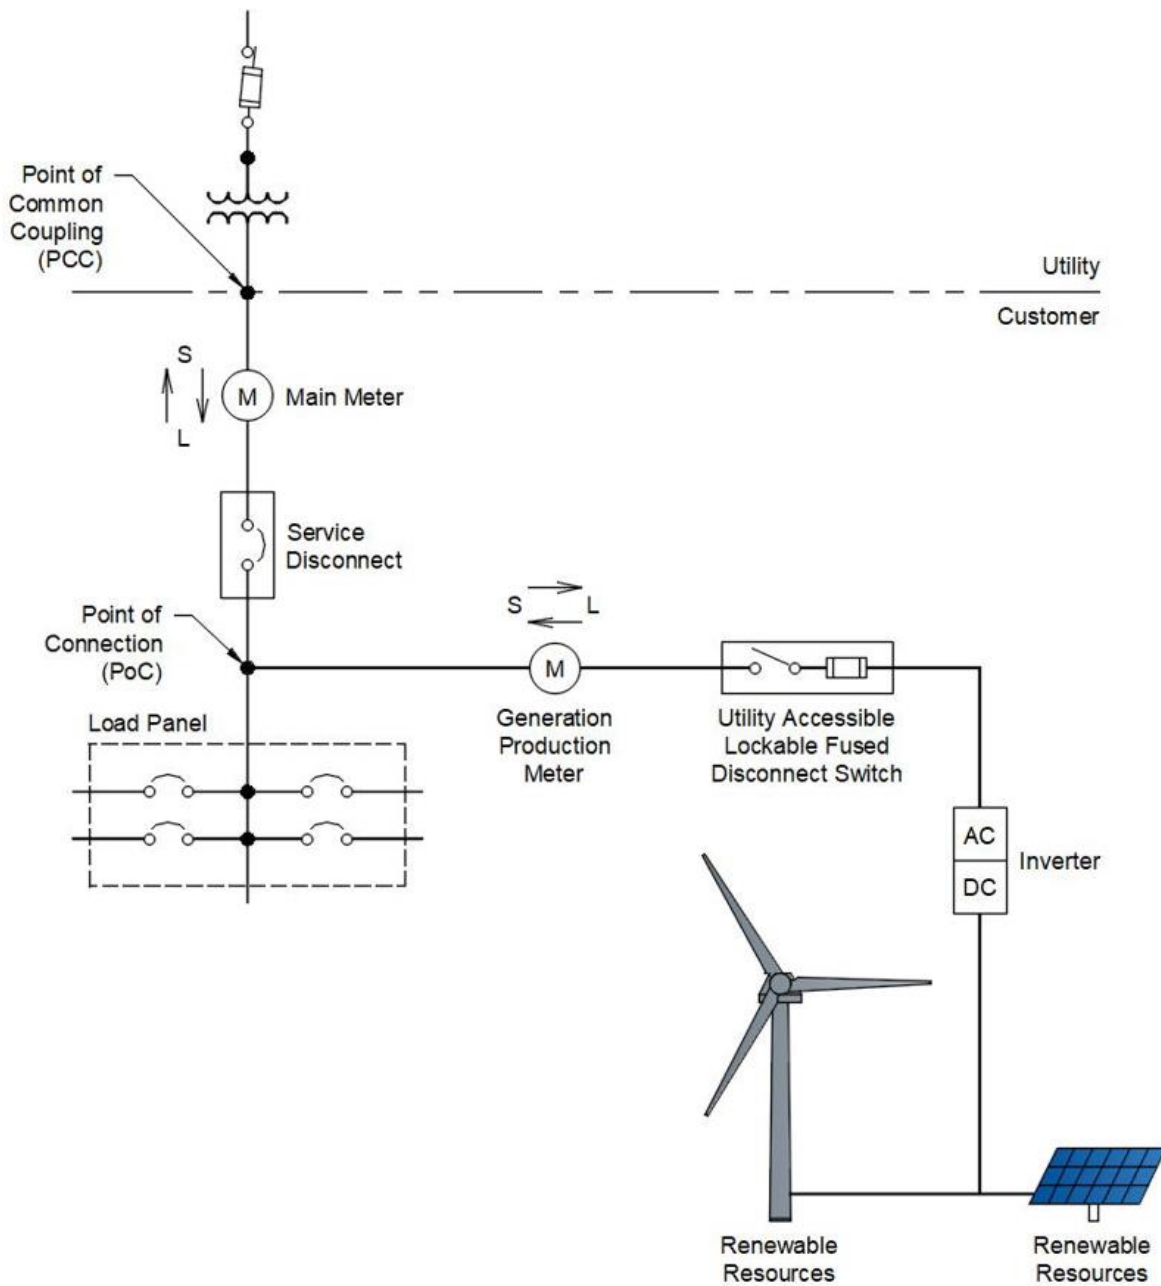 Point of
Common
Coupling
(PCC)
Utility
Customer
S
L
M
Main Meter
Service
Disconnect
Point of
Connection
(PoC)
S
L
M
Generation
Production
Meter
Utility Accessible
Lockable Fused
Disconnect Switch
Load Panel
AC
DC
Inverter
Renewable
Resources
Renewable
Resources